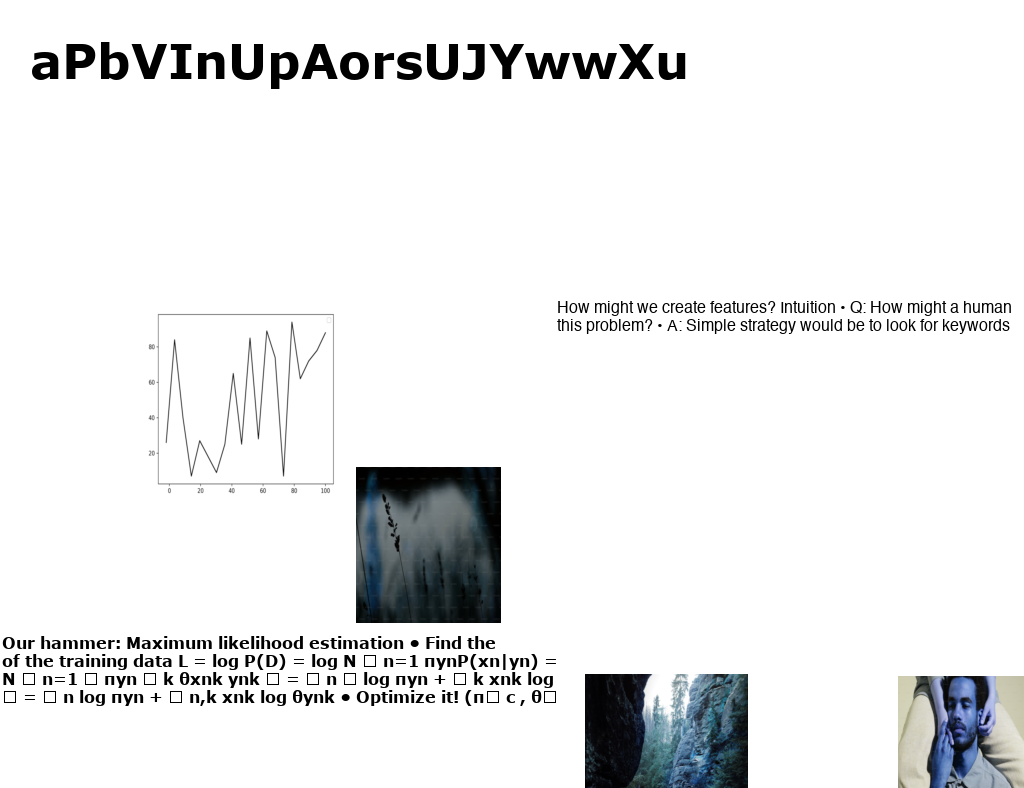 aPbVInUpAorsUJYwwXu
How might we create features? Intuition • Q: How might a human
this problem? • A: Simple strategy would be to look for keywords
80
60
40
20
0 20 40 60 80 100
Our hammer: Maximum likelihood estimation • Find the
of the training data L = log P(D) = log N □ n=1 πynP(xn|yn) =
N □ n=1 □ πyn □ k θxnk ynk □ = □ n □ log πyn + □ k xnk log
□ = □ n log πyn + □ n,k xnk log θynk • Optimize it! (π□ c , θ□